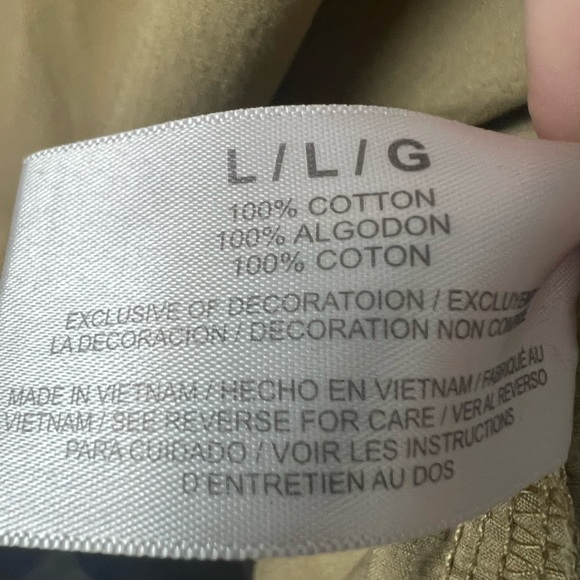 L / L / G
100% COTTON
100% ALGODON
100% COTON
EXCLUSIVE OF DECORATOION / EXCLUYE
LA DECORACION / DECORATION NON
MADE IN VIETNAM / HECHO EN VIETNAM / FABRIQUÉ AU
VIETNAM / SEE REVERSE FOR CARE / VER AL REVERSO
PARA CUIDADO / VOIR LES INSTRUCTIONS
D'ENTRETIEN AU DOS